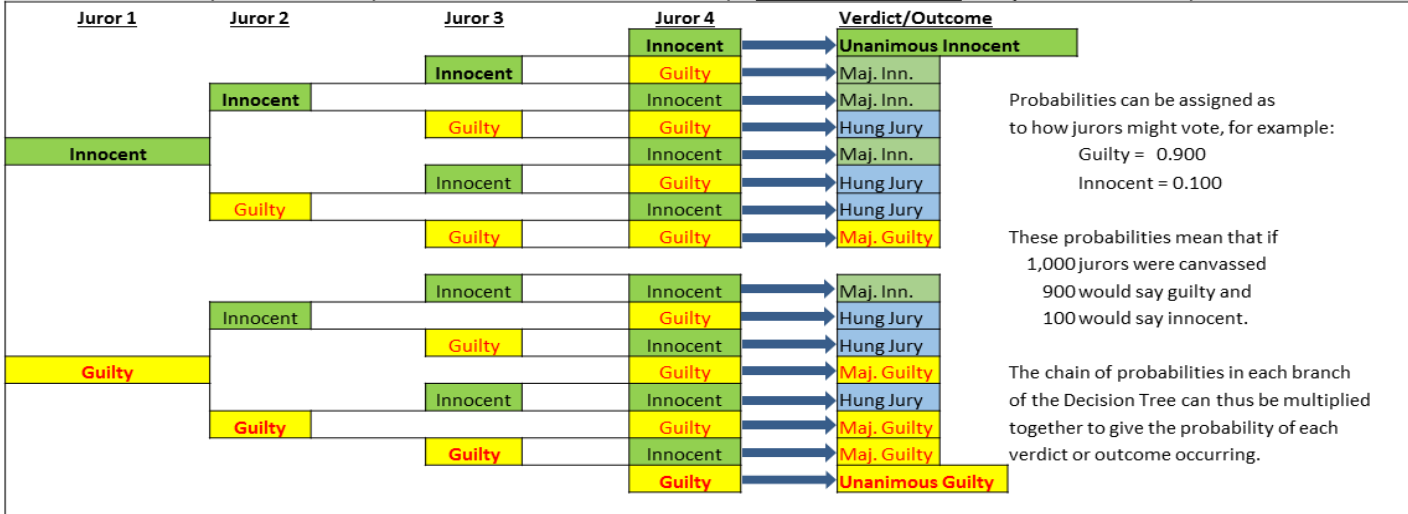 Juror 1 Juror 2 Juror 3 Juror 4 Verdict/Outcome
Innocent Unanimous Innocent
Innocent Guilty Maj. Inn.
Innocent Innocent Maj. Inn. Probabilities can be assigned as
Guilty Guilty Hung Jury to how jurors might vote, for example:
Innocent Innocent Maj. Inn. Guilty = 0.900
Innocent Guilty Hung Jury Innocent = 0.100
Guilty Innocent Hung Jury
Guilty Guilty Maj. Guilty These probabilities mean that if
Innocent Innocent Maj. Inn. 1,000 jurors were canvassed
Innocent Guilty Hung Jury 900 would say guilty and
Guilty Innocent Hung Jury 100 would say innocent.
Guilty Guilty Maj. Guilty The chain of probabilities in each branch
Innocent Innocent Hung Jury of the Decision Tree can thus be multiplied
Guilty Guilty Maj. Guilty together to give the probability of each
Guilty Innocent Maj. Guilty verdict or outcome occurring.
Guilty Unanimous Guilty